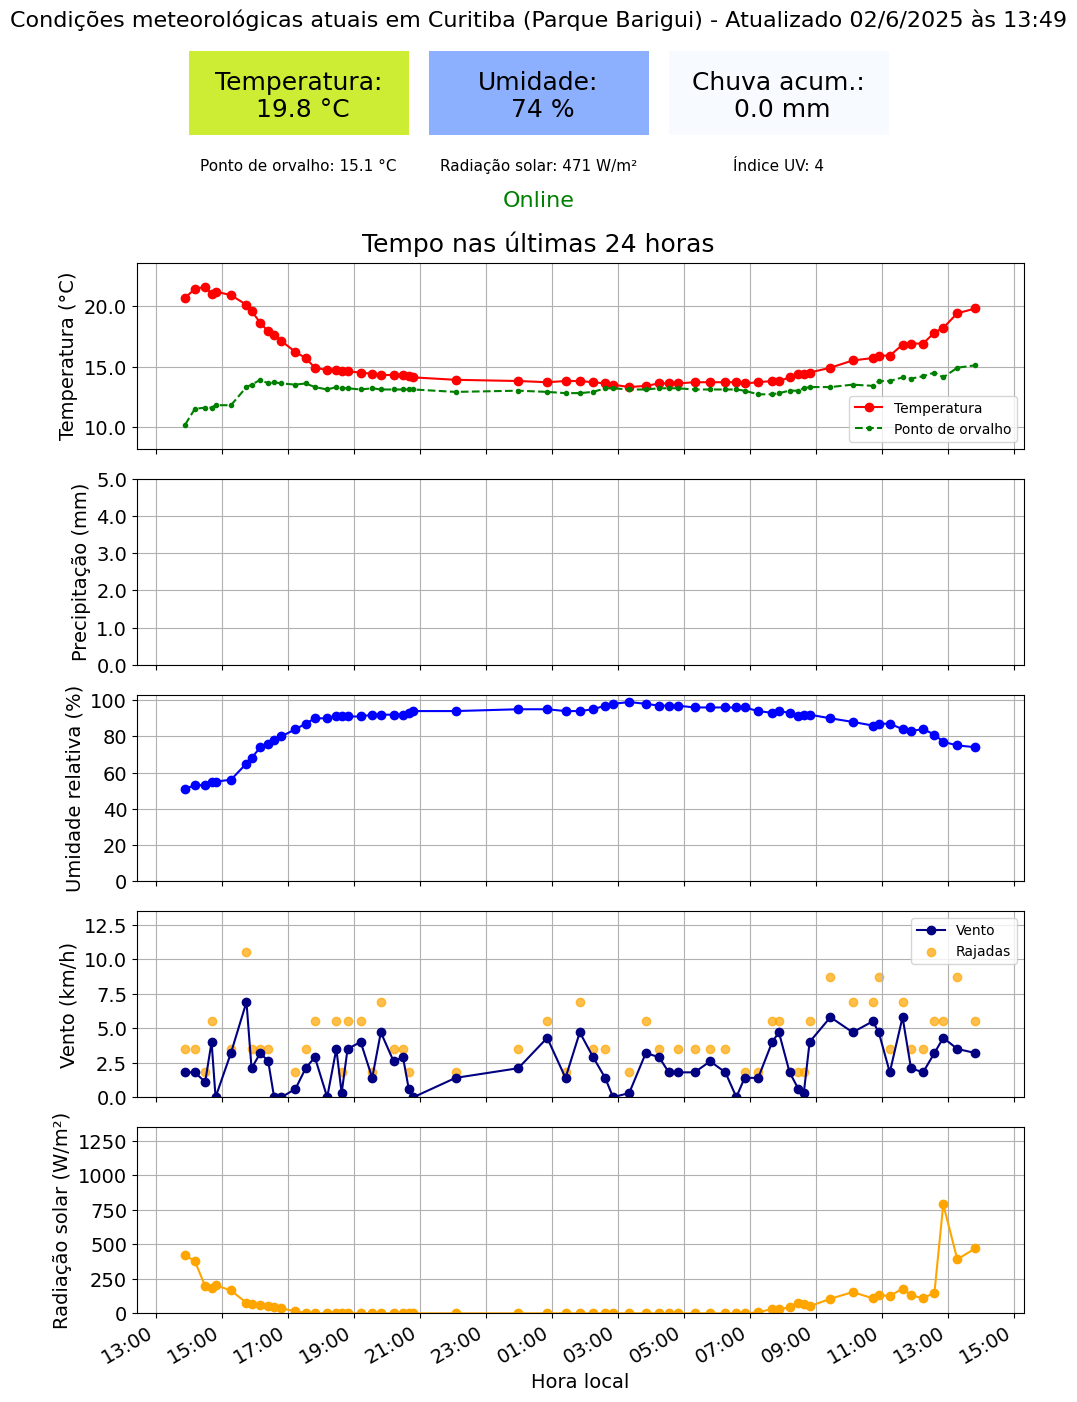 Condições meteorológicas atuais em Curitiba (Parque Barigui) - Atualizado 02/6/2025 às 13:49
Temperatura:
19.8 °C
Umidade:
74 %
Chuva acum.:
0.0 mm
Ponto de orvalho: 15.1 °C
Radiação solar: 471 W/m²
Índice UV: 4
Online
Tempo nas últimas 24 horas
Temperatura (°C)
20.0
15.0
10.0
Temperatura
Ponto de orvalho
Precipitação (mm)
5.0
4.0
3.0
2.0
1.0
0.0
Umidade relativa (%)
100
80
60
40
20
0
Vento (km/h)
12.5
10.0
7.5
5.0
2.5
0.0
Vento
Rajadas
Radiação solar (W/m²)
1250
1000
750
500
250
0
13:00
15:00
17:00
19:00
21:00
23:00
01:00
03:00
05:00
07:00
09:00
11:00
13:00
15:00
Hora local